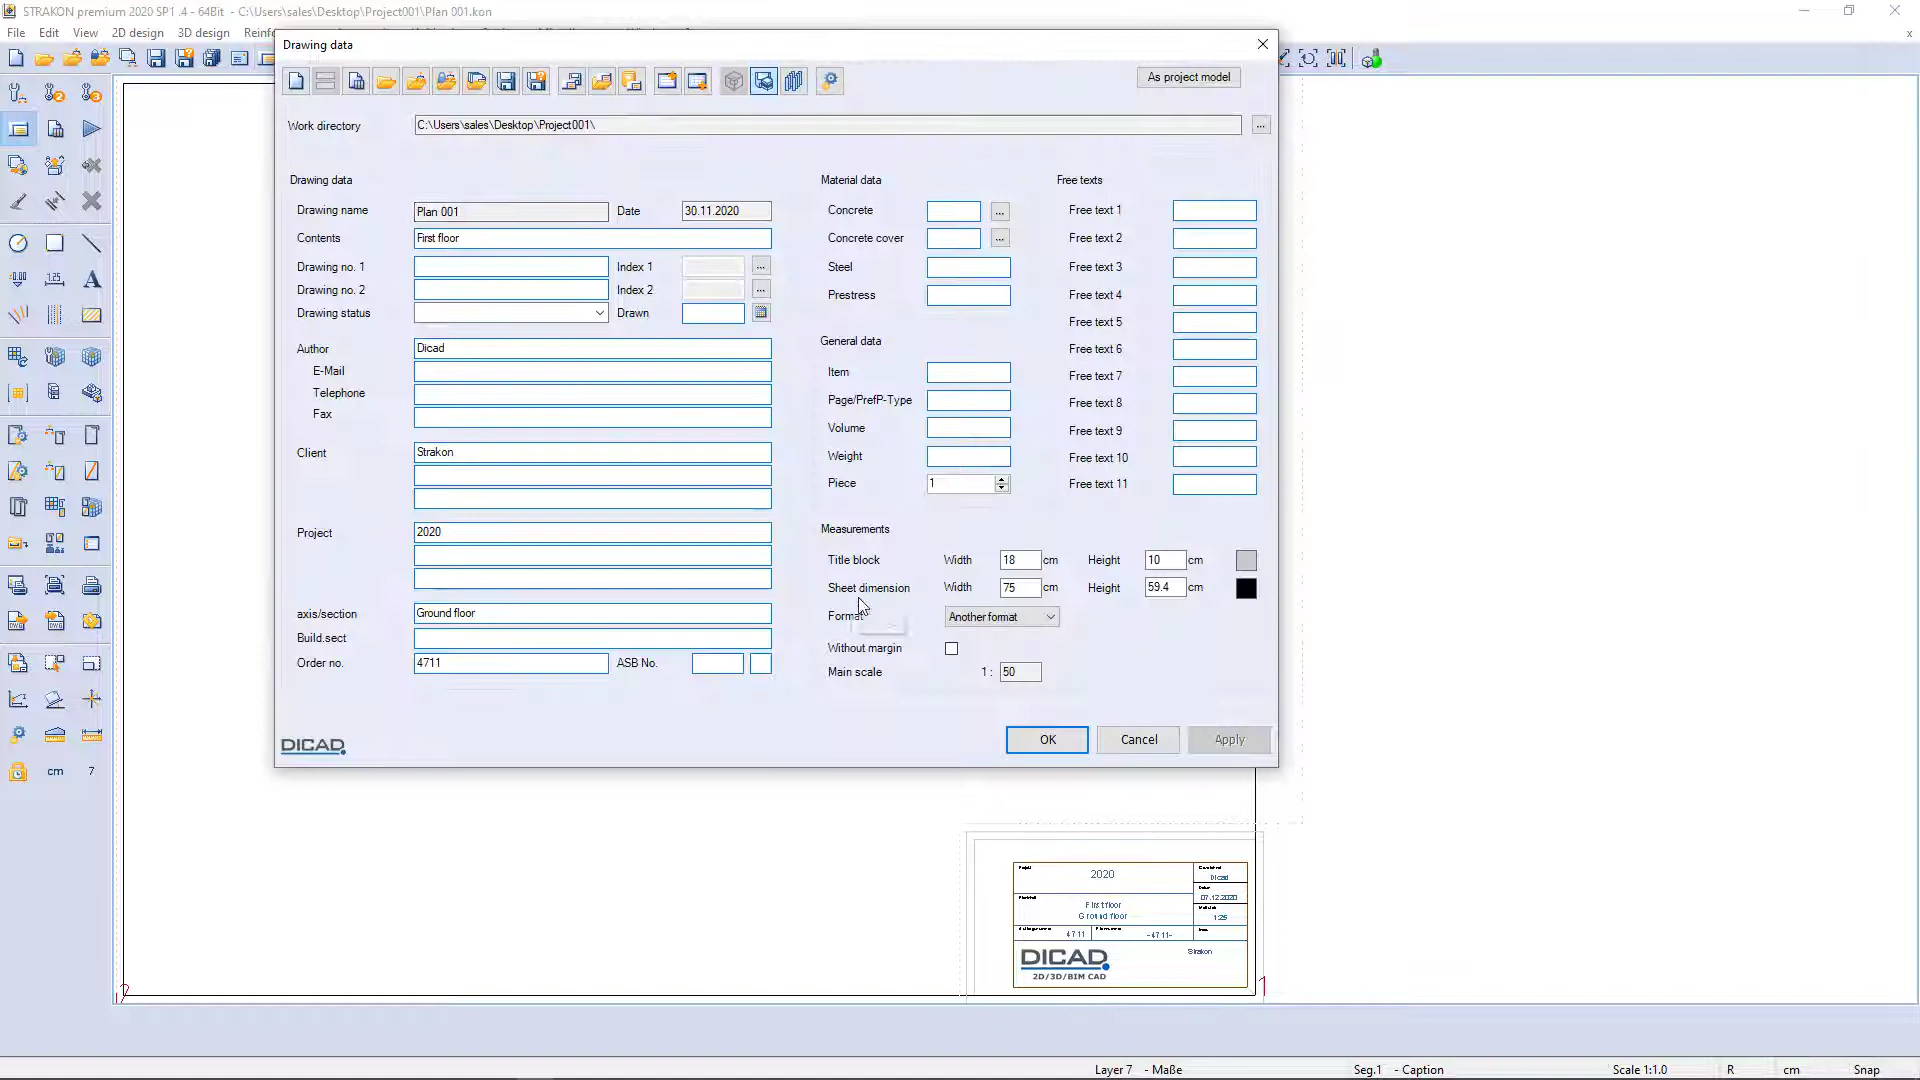 STRAKON premium 2020 SP1 .4 - 64Bit - C:\Users\sales\Desktop\Project001\Plan 001.kon
File Edit View 2D design 3D design
Drawing data
As project model
Work directory C:\Users\sales\Desktop\Project001\ ...
Drawing data Material data Free texts
Drawing name Plan 001 Date 30.11.2020 Concrete ... Free text 1
Contents First floor Concrete cover ... Free text 2
Drawing no. 1 Index 1 ... Steel Free text 3
Drawing no. 2 Index 2 ... Prestress Free text 4
Drawing status Drawn Free text 5
Author Dicad General data Free text 6
E-Mail Item Free text 7
Telephone Page/PrefP-Type Free text 8
Fax Volume Free text 9
Client Strakon Weight Free text 10
Piece 1 Free text 11
Project 2020 Measurements
Title block Width 18 cm Height 10 cm
Sheet dimension Width 75 cm Height 59.4 cm
axis/section Ground floor Format Another format
Build.sect Without margin
Order no. 4711 ASB No. Main scale 1 : 50
OK Cancel Apply
DICAD
cm 7
2020
Dicad
07.12.2020
First floor
Ground floor
1:25
4711 -4711-
Strakon
DICAD
2D/3D/BIM CAD
2 1
Layer 7 - Maße Seg.1 - Caption Scale 1:1.0 R cm Snap